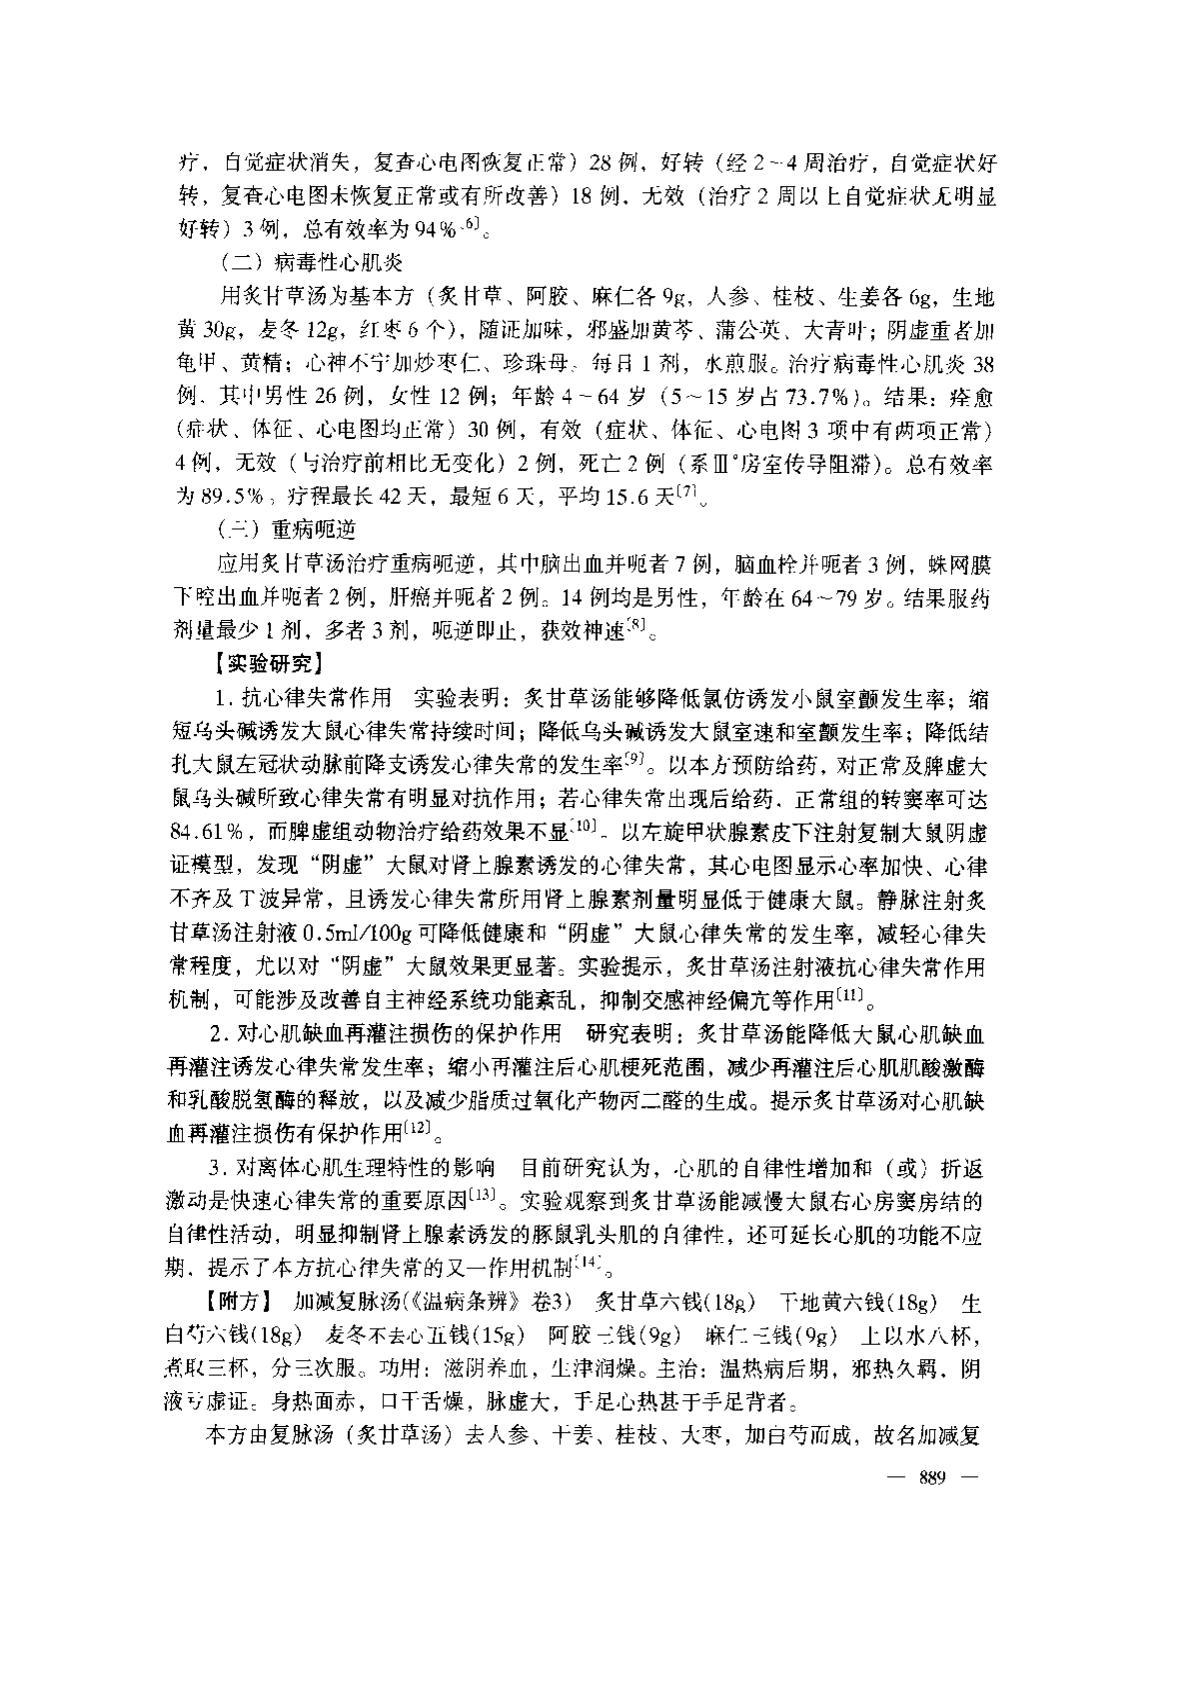 疗，自觉症状消失，复查心电图恢复正常）28 例，好转（经 2～4 周治疗，自觉症状好
转，复查心电图未恢复正常或有所改善）18 例，无效（治疗 2 周以上自觉症状无明显
好转）3 例，总有效率为 94%〔6〕。
（二）病毒性心肌炎
用炙甘草汤为基本方（炙甘草、阿胶、麻仁各 9g，人参、桂枝、生姜各 6g，生地
黄 30g，麦冬 12g，红枣 6 个），随证加味，邪盛加黄芩、蒲公英、大青叶；阴虚重者加
龟甲、黄精；心神不宁加炒枣仁、珍珠母。每日 1 剂，水煎服。治疗病毒性心肌炎 38
例，其中男性 26 例，女性 12 例；年龄 4～64 岁（5～15 岁占 73.7%）。结果：痊愈
（症状、体征、心电图均正常）30 例，有效（症状、体征、心电图 3 项中有两项正常）
4 例，无效（与治疗前相比无变化）2 例，死亡 2 例（系Ⅲ°房室传导阻滞）。总有效率
为 89.5%，疗程最长 42 天，最短 6 天，平均 15.6 天〔7〕。
（三）重病呃逆
应用炙甘草汤治疗重病呃逆，其中脑出血并呃者 7 例，脑血栓并呃者 3 例，蛛网膜
下腔出血并呃者 2 例，肝癌并呃者 2 例。14 例均是男性，年龄在 64～79 岁。结果服药
剂量最少 1 剂，多者 3 剂，呃逆即止，获效神速〔8〕。
【实验研究】
1. 抗心律失常作用　实验表明：炙甘草汤能够降低氯仿诱发小鼠室颤发生率；缩
短乌头碱诱发大鼠心律失常持续时间；降低乌头碱诱发大鼠室速和室颤发生率；降低结
扎大鼠左冠状动脉前降支诱发心律失常的发生率〔9〕。以本方预防给药，对正常及脾虚大
鼠乌头碱所致心律失常有明显对抗作用；若心律失常出现后给药，正常组的转窦率可达
84.61%，而脾虚组动物治疗给药效果不显〔10〕。以左旋甲状腺素皮下注射复制大鼠阴虚
证模型，发现“阴虚”大鼠对肾上腺素诱发的心律失常，其心电图显示心率加快、心律
不齐及 T 波异常，且诱发心律失常所用肾上腺素剂量明显低于健康大鼠。静脉注射炙
甘草汤注射液 0.5ml/100g 可降低健康和“阴虚”大鼠心律失常的发生率，减轻心律失
常程度，尤以对“阴虚”大鼠效果更显著。实验提示，炙甘草汤注射液抗心律失常作用
机制，可能涉及改善自主神经系统功能紊乱，抑制交感神经偏亢等作用〔11〕。
2. 对心肌缺血再灌注损伤的保护作用　研究表明：炙甘草汤能降低大鼠心肌缺血
再灌注诱发心律失常发生率；缩小再灌注后心肌梗死范围，减少再灌注后心肌肌酸激酶
和乳酸脱氢酶的释放，以及减少脂质过氧化产物丙二醛的生成。提示炙甘草汤对心肌缺
血再灌注损伤有保护作用〔12〕。
3. 对离体心肌生理特性的影响　目前研究认为，心肌的自律性增加和（或）折返
激动是快速心律失常的重要原因〔13〕。实验观察到炙甘草汤能减慢大鼠右心房窦房结的
自律性活动，明显抑制肾上腺素诱发的豚鼠乳头肌的自律性，还可延长心肌的功能不应
期，提示了本方抗心律失常的又一作用机制〔14〕。
【附方】　加减复脉汤(《温病条辨》卷3)　炙甘草六钱(18g)　干地黄六钱(18g)　生
白芍六钱(18g)　麦冬不去心五钱(15g)　阿胶三钱(9g)　麻仁三钱(9g)　上以水八杯，
煮取三杯，分三次服。功用：滋阴养血，生津润燥。主治：温热病后期，邪热久羁，阴
液亏虚证。身热面赤，口干舌燥，脉虚大，手足心热甚于手足背者。
本方由复脉汤（炙甘草汤）去人参、干姜、桂枝、大枣，加白芍而成，故名加减复
— 889 —